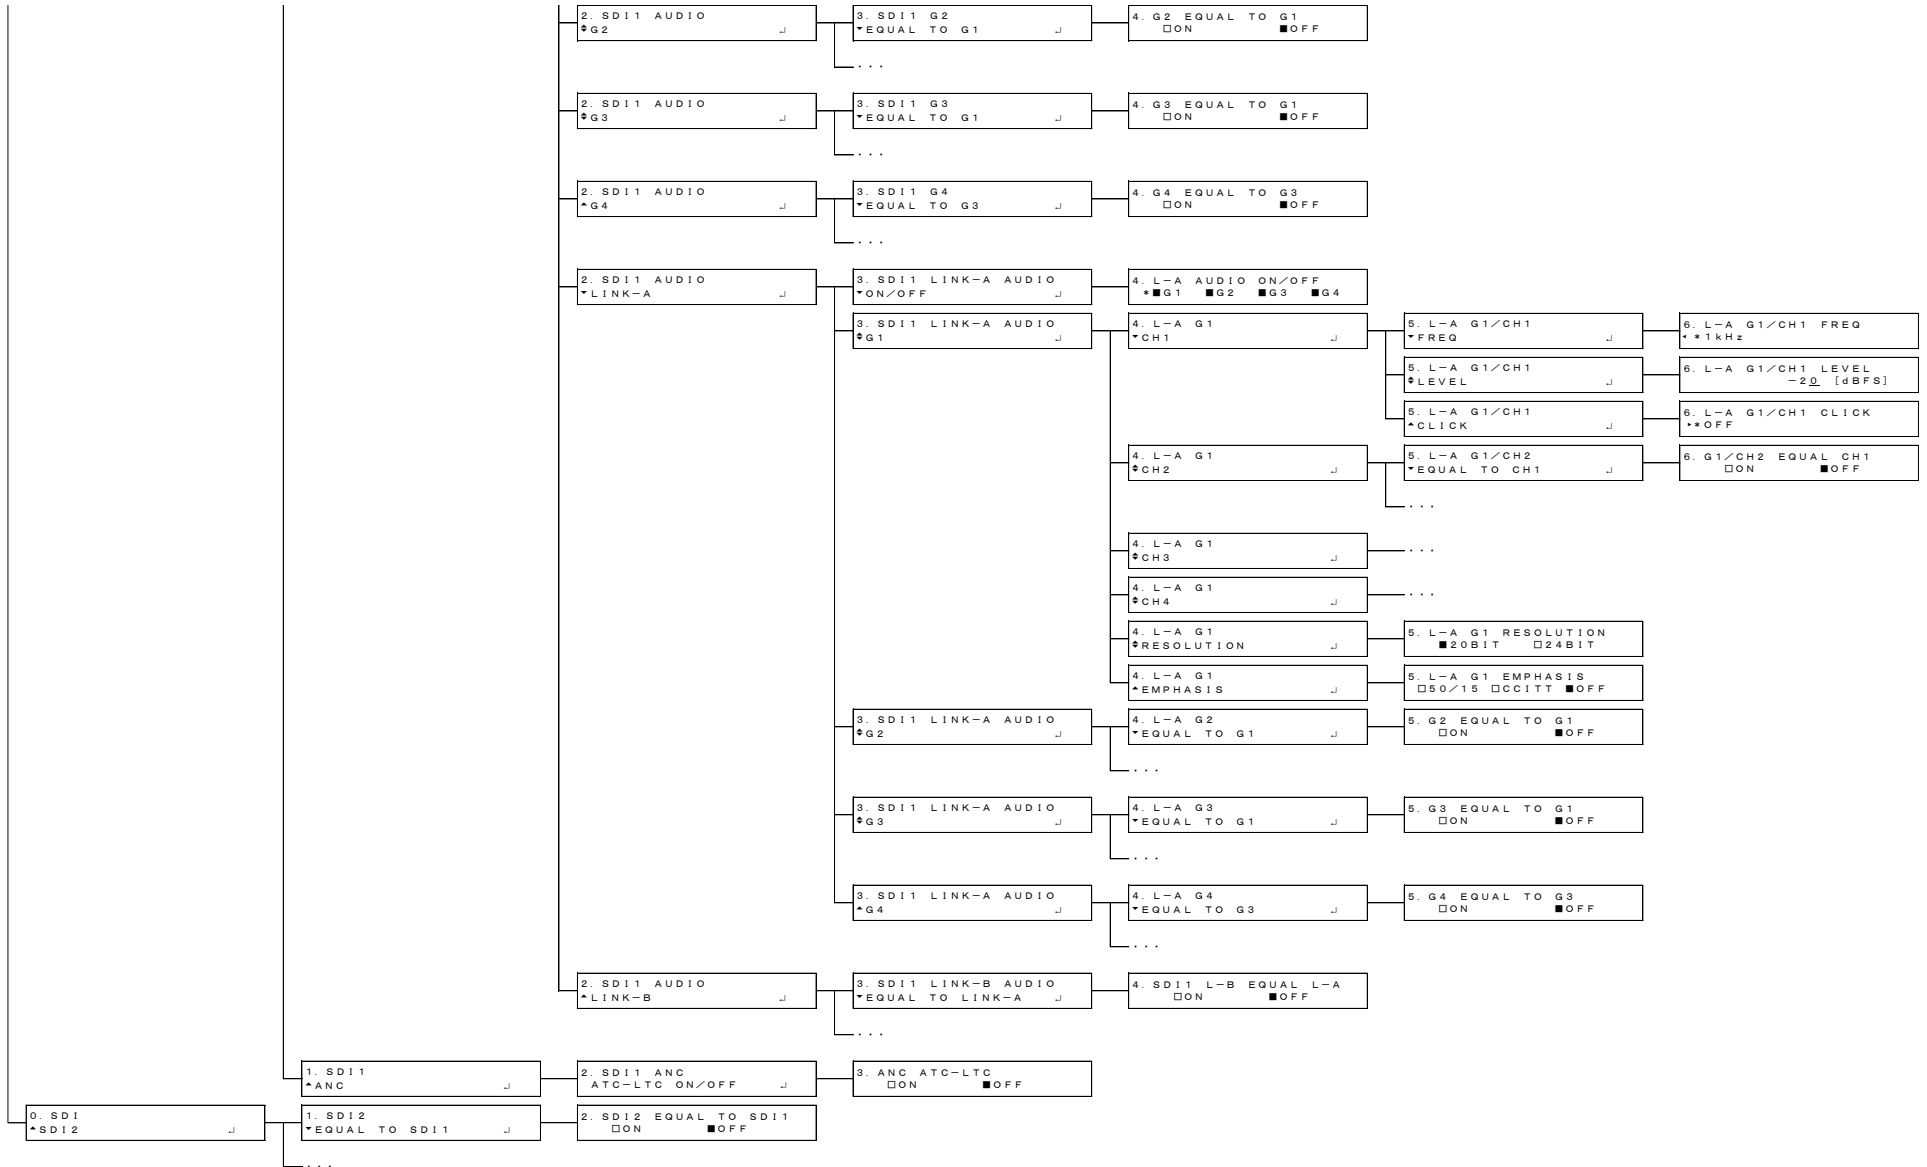 2. SDI1 AUDIO
G2 ↵
3. SDI1 G2
EQUAL TO G1 ↵
4. G2 EQUAL TO G1
□ON ■OFF
...
2. SDI1 AUDIO
G3 ↵
3. SDI1 G3
EQUAL TO G1 ↵
4. G3 EQUAL TO G1
□ON ■OFF
...
2. SDI1 AUDIO
G4 ↵
3. SDI1 G4
EQUAL TO G3 ↵
4. G4 EQUAL TO G3
□ON ■OFF
...
2. SDI1 AUDIO
LINK-A ↵
3. SDI1 LINK-A AUDIO
ON/OFF ↵
4. L-A AUDIO ON/OFF
*■G1 ■G2 ■G3 ■G4
3. SDI1 LINK-A AUDIO
G1 ↵
4. L-A G1
CH1 ↵
5. L-A G1/CH1
FREQ ↵
6. L-A G1/CH1 FREQ
*1kHz
5. L-A G1/CH1
LEVEL ↵
6. L-A G1/CH1 LEVEL
-20 [dBFS]
5. L-A G1/CH1
CLICK ↵
6. L-A G1/CH1 CLICK
*OFF
4. L-A G1
CH2 ↵
5. L-A G1/CH2
EQUAL TO CH1 ↵
6. G1/CH2 EQUAL CH1
□ON ■OFF
...
4. L-A G1
CH3 ↵
...
4. L-A G1
CH4 ↵
...
4. L-A G1
RESOLUTION ↵
5. L-A G1 RESOLUTION
■20BIT □24BIT
4. L-A G1
EMPHASIS ↵
5. L-A G1 EMPHASIS
□50/15 □CCITT ■OFF
3. SDI1 LINK-A AUDIO
G2 ↵
4. L-A G2
EQUAL TO G1 ↵
5. G2 EQUAL TO G1
□ON ■OFF
...
3. SDI1 LINK-A AUDIO
G3 ↵
4. L-A G3
EQUAL TO G1 ↵
5. G3 EQUAL TO G1
□ON ■OFF
...
3. SDI1 LINK-A AUDIO
G4 ↵
4. L-A G4
EQUAL TO G3 ↵
5. G4 EQUAL TO G3
□ON ■OFF
...
2. SDI1 AUDIO
LINK-B ↵
3. SDI1 LINK-B AUDIO
EQUAL TO LINK-A ↵
4. SDI1 L-B EQUAL L-A
□ON ■OFF
...
1. SDI1
ANC ↵
2. SDI1 ANC
ATC-LTC ON/OFF ↵
3. ANC ATC-LTC
□ON ■OFF
0. SDI
SDI2 ↵
1. SDI2
EQUAL TO SDI1 ↵
2. SDI2 EQUAL TO SDI1
□ON ■OFF
...